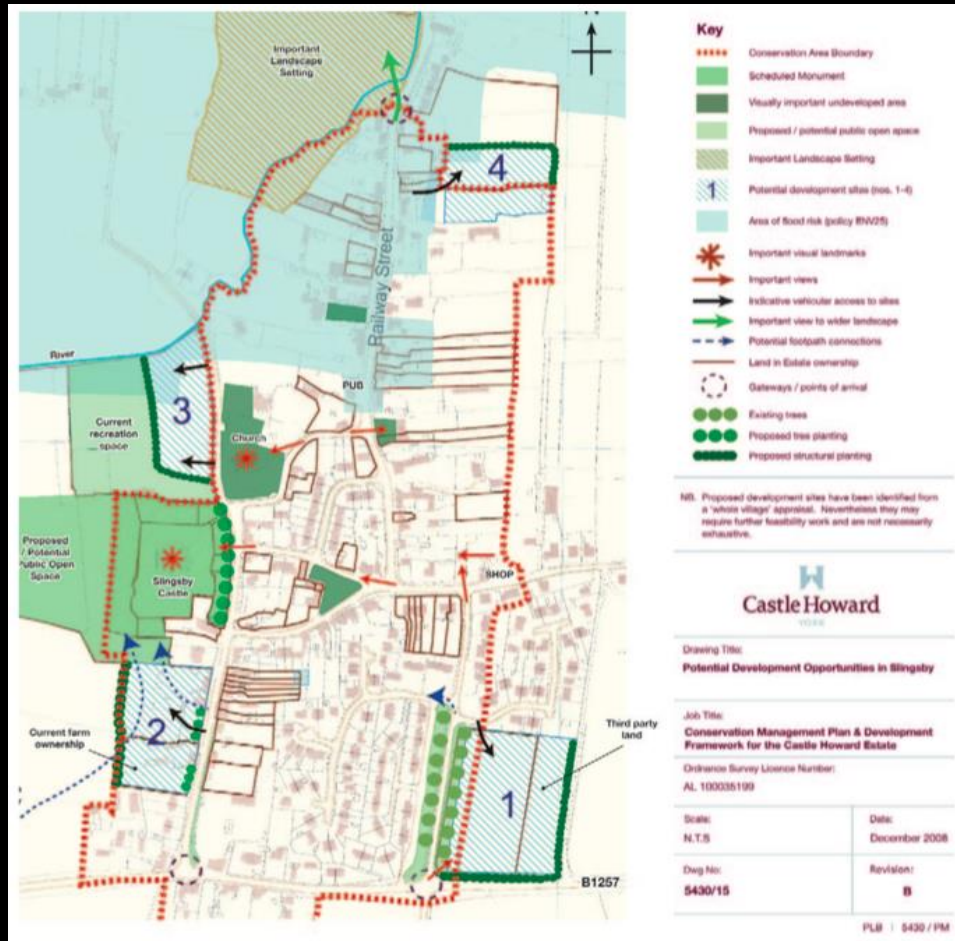 Important
Landscape
Setting
N
4
Railway Street
River
PUB
3
Current
recreation
space
Church
Proposed
/ Potential
Public Open
Space
Slingsby
Castle
SHOP
2
Current farm
ownership
Third party
land
1
B1257
Key
Conservation Area Boundary
Scheduled Monument
Visually important undeveloped area
Proposed / potential public open space
Important Landscape Setting
1
Potential development sites (nos. 1-4)
Area of flood risk (policy ENV25)
Important visual landmarks
Important views
Indicative vehicular access to sites
Important view to wider landscape
Potential footpath connections
Land in Estate ownership
Gateways / points of arrival
Existing trees
Proposed tree planting
Proposed structural planting
NB. Proposed development sites have been identified from
a 'whole village' appraisal. Nevertheless they may
require further feasibility work and are not necessarily
exhaustive.
Castle Howard
YORK
Drawing Title:
Potential Development Opportunities in Slingsby
Job Title:
Conservation Management Plan & Development
Framework for the Castle Howard Estate
Ordnance Survey Licence Number:
AL 100035199
Scale:
N.T.S
Date:
December 2008
Dwg No:
5430/15
Revision:
B
PLB | 5430 / PM